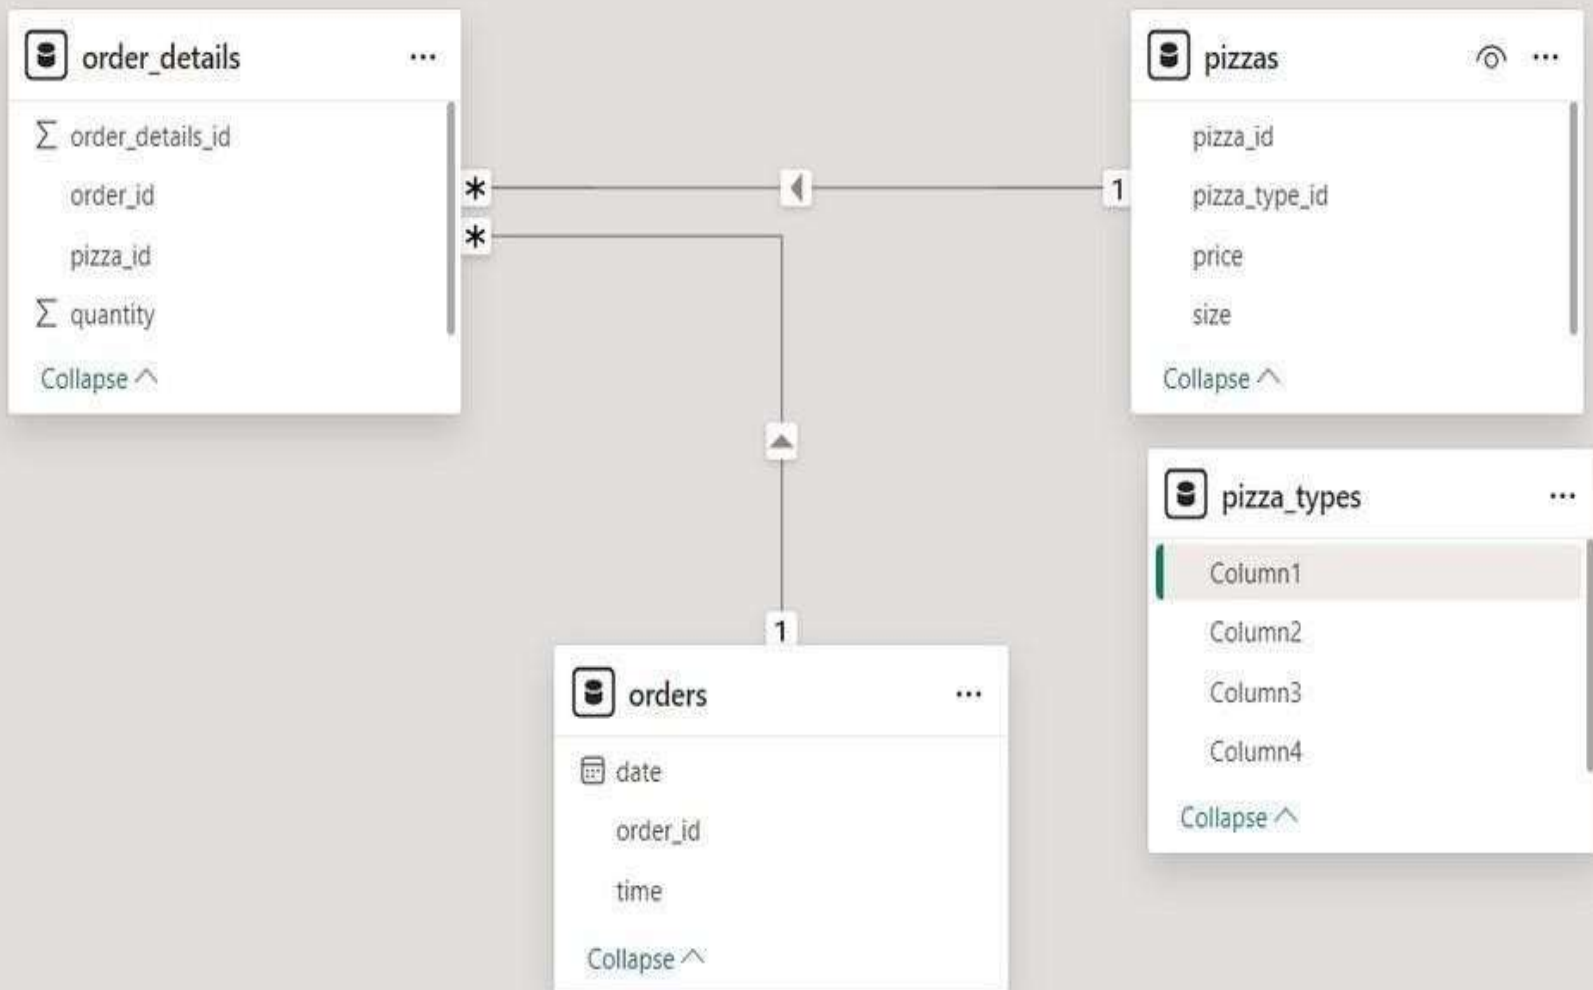 order_details
...
Σ order_details_id
order_id
pizza_id
Σ quantity
Collapse
*
*
1
pizzas
...
pizza_id
pizza_type_id
price
size
Collapse
pizza_types
...
Column1
Column2
Column3
Column4
Collapse
1
orders
...
date
order_id
time
Collapse